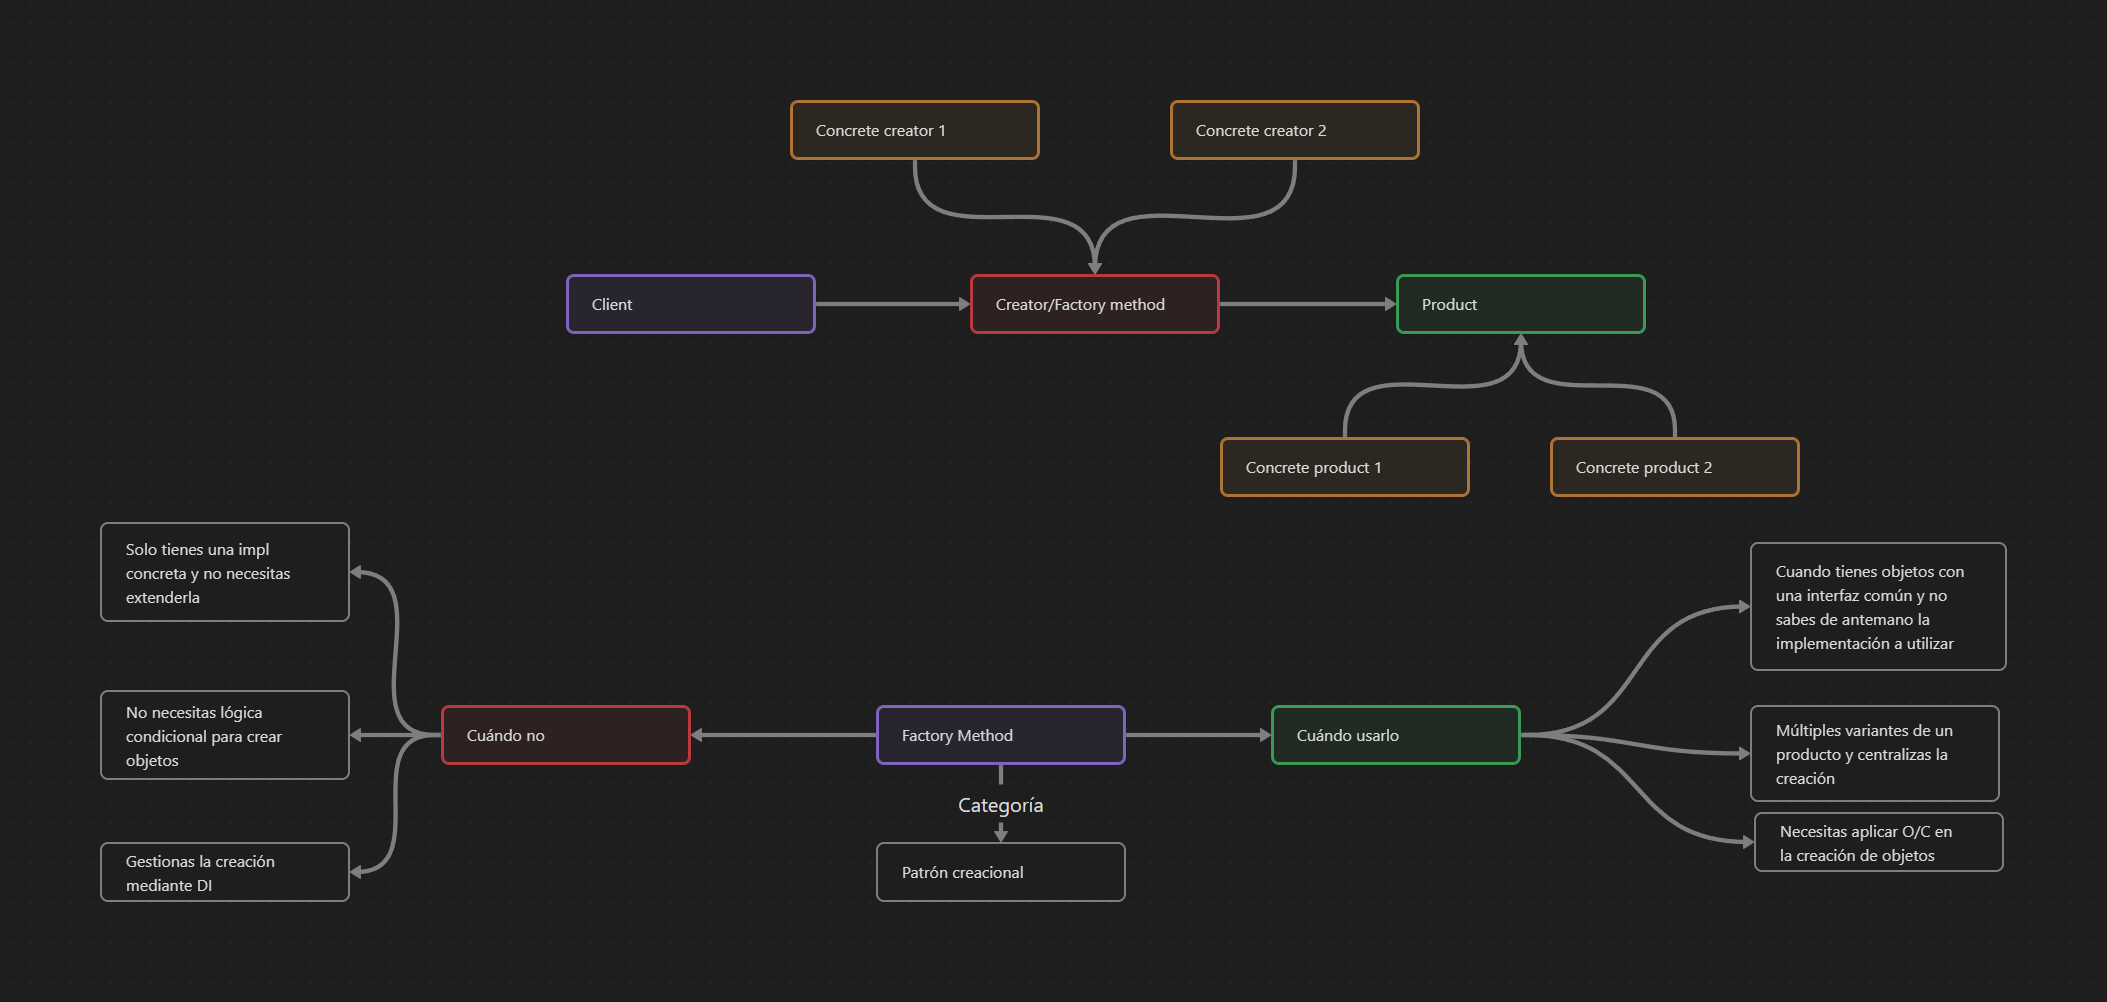 Concrete creator 1
Concrete creator 2
Client
Creator/Factory method
Product
Concrete product 1
Concrete product 2
Solo tienes una impl
concreta y no necesitas
extenderla
No necesitas lógica
condicional para crear
objetos
Gestionas la creación
mediante DI
Cuándo no
Factory Method
Categoría
Patrón creacional
Cuándo usarlo
Cuando tienes objetos con
una interfaz común y no
sabes de antemano la
implementación a utilizar
Múltiples variantes de un
producto y centralizas la
creación
Necesitas aplicar O/C en
la creación de objetos